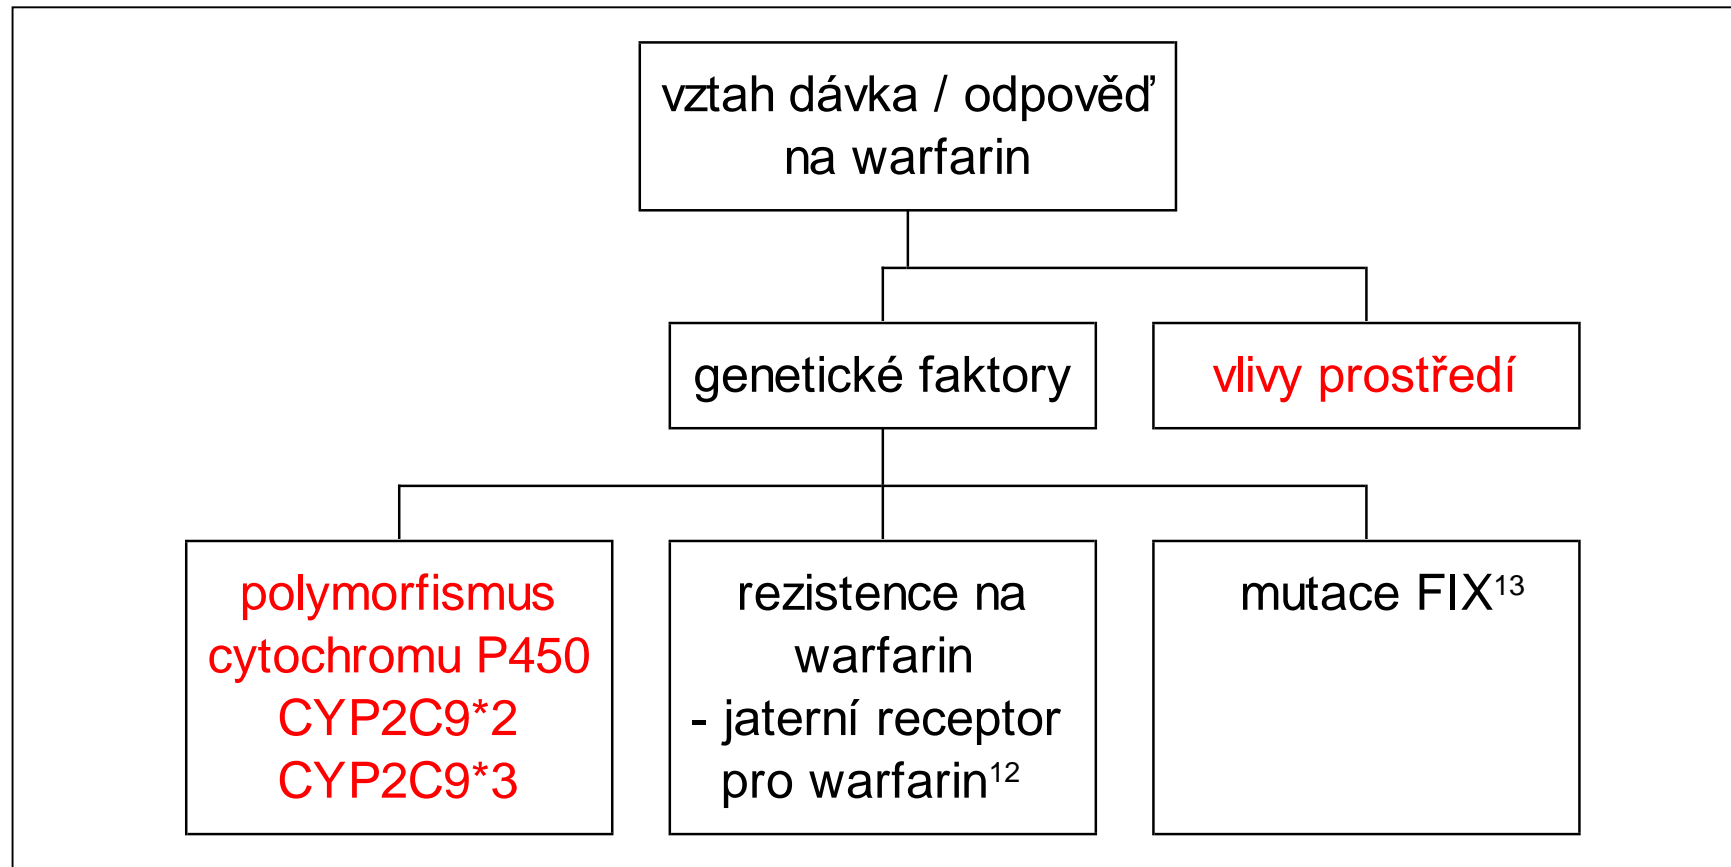 vztah dávka / odpověď
na warfarin
genetické faktory
vlivy prostředí
polymorfismus
cytochromu P450
CYP2C9*2
CYP2C9*3
rezistence na
warfarin
- jaterní receptor
pro warfarin¹²
mutace FIX¹³